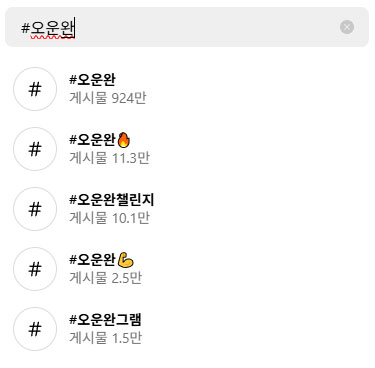 #오운완
#
#오운완
게시물 924만
#
#오운완🔥
게시물 11.3만
#
#오운완챌린지
게시물 10.1만
#
#오운완💪
게시물 2.5만
#
#오운완그램
게시물 1.5만